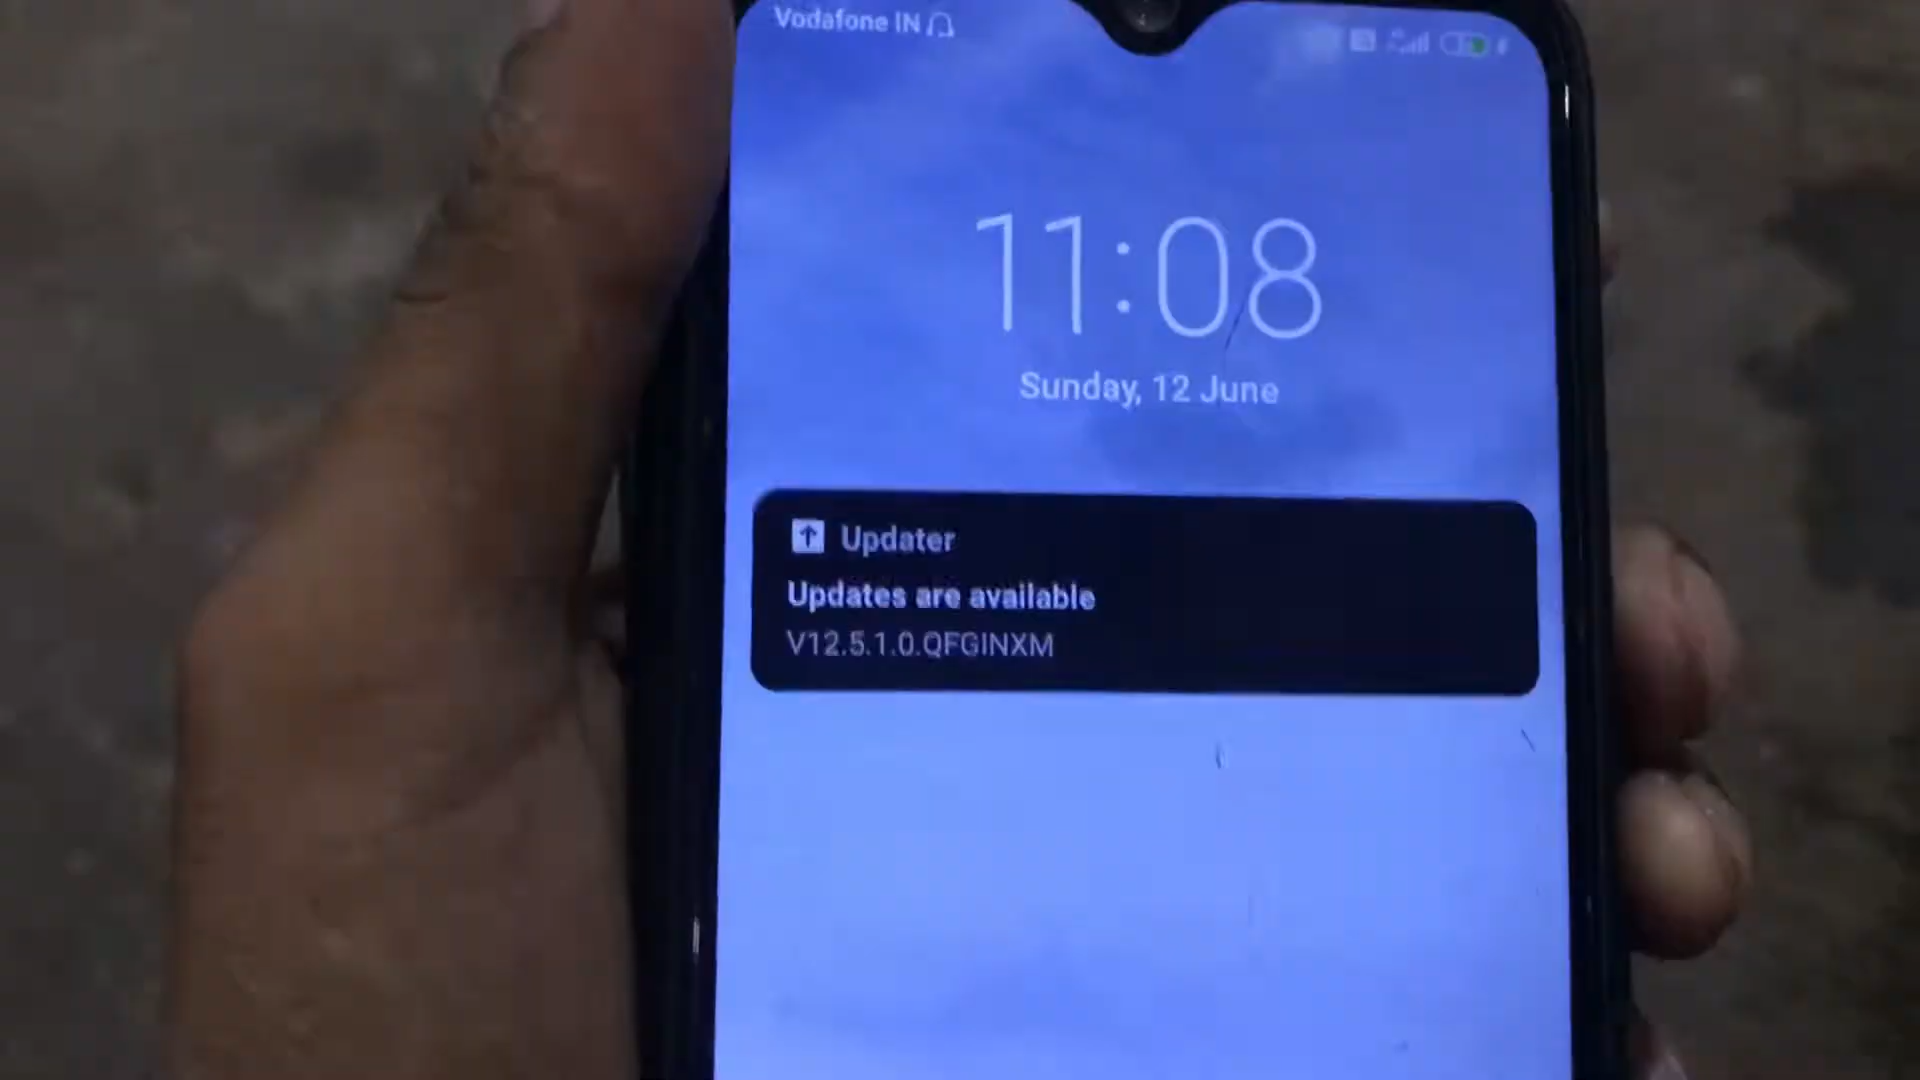 Vodafone IN
11:08
Sunday, 12 June
Updater
Updates are available
V12.5.1.0.QFGINXM